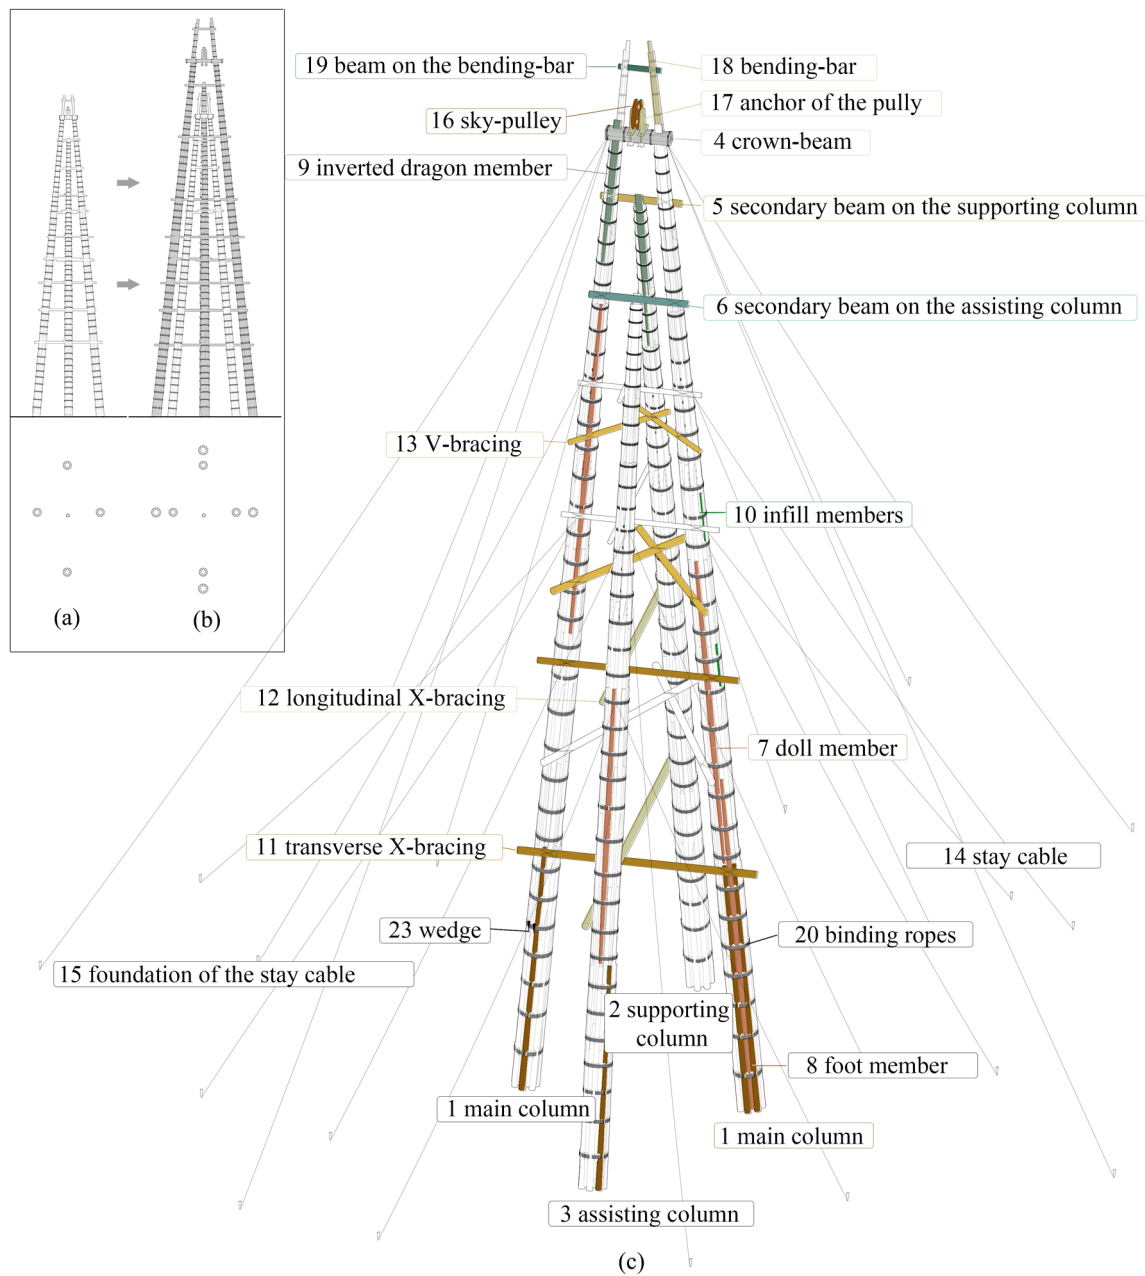 19 beam on the bending-bar
18 bending-bar
16 sky-pulley
17 anchor of the pully
4 crown-beam
9 inverted dragon member
5 secondary beam on the supporting column
6 secondary beam on the assisting column
13 V-bracing
10 infill members
(a)
(b)
12 longitudinal X-bracing
7 doll member
11 transverse X-bracing
14 stay cable
23 wedge
20 binding ropes
15 foundation of the stay cable
2 supporting
column
8 foot member
1 main column
1 main column
3 assisting column
(c)